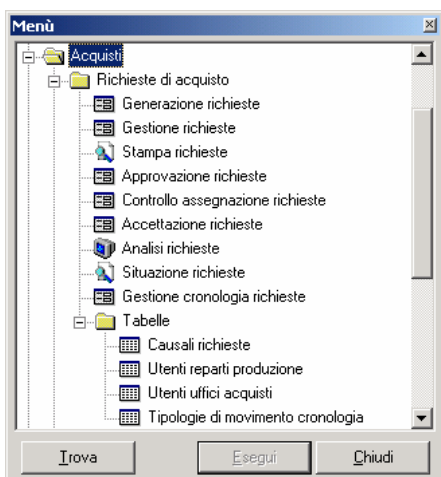 Menù
Acquisti
Richieste di acquisto
Generazione richieste
Gestione richieste
Stampa richieste
Approvazione richieste
Controllo assegnazione richieste
Accettazione richieste
Analisi richieste
Situazione richieste
Gestione cronologia richieste
Tabelle
Causali richieste
Utenti reparti produzione
Utenti uffici acquisti
Tipologie di movimento cronologia
Trova Esegui Chiudi